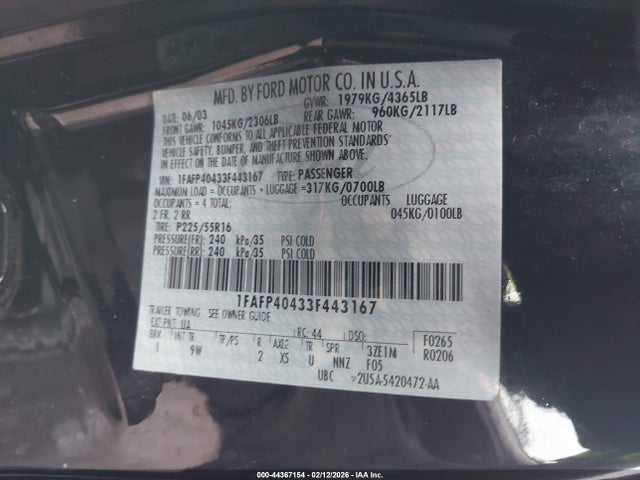 MFD. BY FORD MOTOR CO. IN U.S.A.
DATE: 06/03 GVWR: 1979KG/4365LB
FRONT GAWR: 1045KG/2306LB REAR GAWR: 960KG/2117LB
THIS VEHICLE CONFORMS TO ALL APPLICABLE FEDERAL MOTOR
VEHICLE SAFETY, BUMPER, AND THEFT PREVENTION STANDARDS
IN EFFECT ON THE DATE OF MANUFACTURE SHOWN ABOVE.
VIN: 1FAFP40433F443167 TYPE: PASSENGER
MAXIMUM LOAD = OCCUPANTS + LUGGAGE =317KG/0700LB
OCCUPANTS = 4 TOTAL: OCCUPANTS LUGGAGE
2 FR, 2 RR 045KG/0100LB
TIRE: P225/55R16
PRESSURE(FR) 240 kPa/35 PSI COLD
PRESSURE(RR) 240 kPa/35 PSI COLD
1FAFP40433F443167
TRAILER TOWING - SEE OWNER GUIDE
EXT PNT: UA RC: 44 DSO: F0265
BRK INT TR TP/PS R AXLE TR SPR 3ZE1M R0206
9W 2 X5 U NNZ F05
UBC v2U5A-5420472-AA
000-44367154 - 02/12/2026 - IAA Inc.